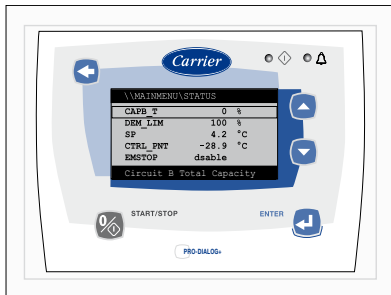 Carrier
\\MAINMENU\STATUS
CAPB_T 0 %
DEM_LIM 100 %
SP 4.2 °C
CTRL_PNT -28.9 °C
EMSTOP dsable
Circuit B Total Capacity
START/STOP
ENTER
PRO-DIALOG+